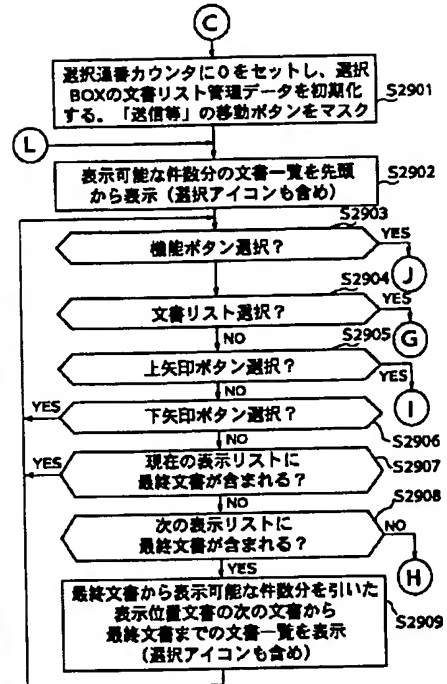 C
選択通番カウンタに0をセットし、選択
BOXの文書リスト管理データを初期化
する。「送信等」の移動ボタンをマスク
S2901
L
表示可能な件数分の文書一覧を先頭
から表示(選択アイコンも含め)
S2902
S2903
機能ボタン選択?
YES
J
S2904
文書リスト選択?
YES
G
NO
S2905
上矢印ボタン選択?
YES
I
NO
YES
下矢印ボタン選択?
S2906
NO
YES
現在の表示リストに
最終文書が含まれる?
S2907
NO
S2908
次の表示リストに
最終文書が含まれる?
NO
H
YES
最終文書から表示可能な件数分を引いた
表示位置文書の次の文書から
最終文書までの文書一覧を表示
(選択アイコンも含め)
S2909